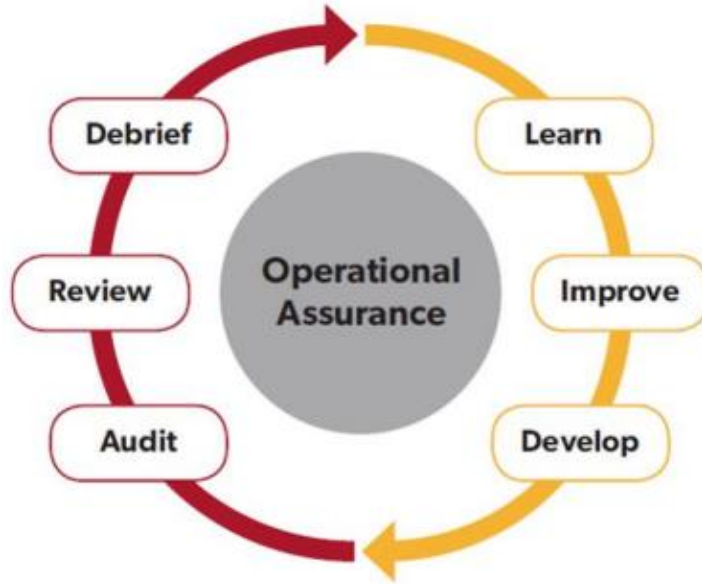 Debrief
Learn
Review
Operational
Assurance
Improve
Audit
Develop